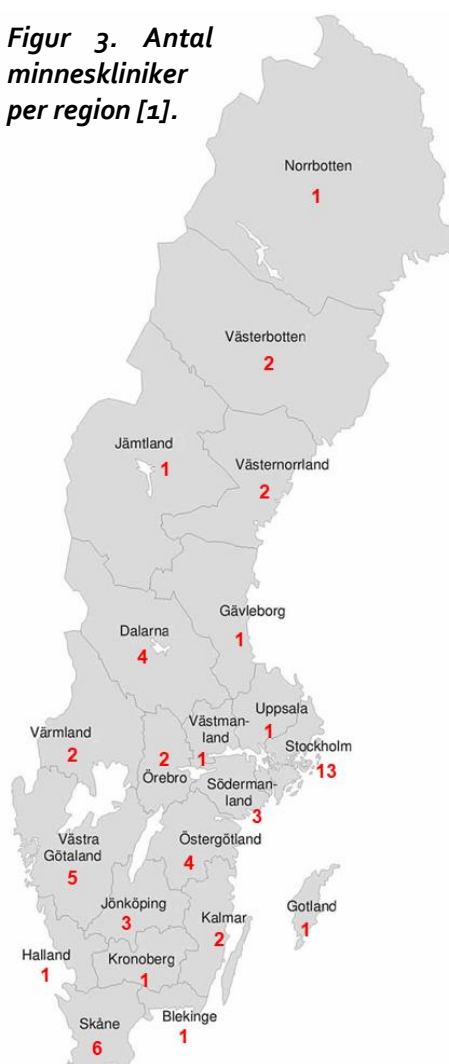 Figur 3. Antal
minneskliniker
per region [1].
Norrbotten
1
Västerbotten
2
Jämtland
1
Västernorrland
2
Gävleborg
1
Dalarna
4
Uppsala
1
Västman-
land
1
Värmland
2
2
Örebro
Stockholm
13
Söderman-
land
3
Västra
Götaland
5
Östergötland
4
Jönköping
3
Kalmar
2
Gotland
1
Halland
1
Kronoberg
1
Blekinge
1
Skåne
6